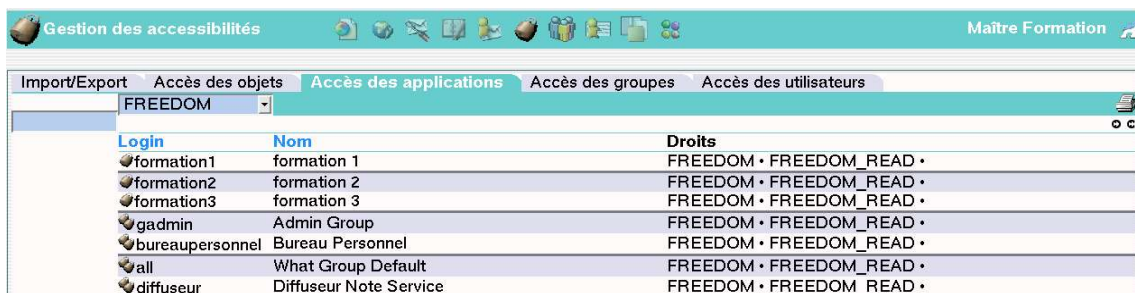 Gestion des accessibilités Maître Formation
Import/Export Accès des objets Accès des applications Accès des groupes Accès des utilisateurs
FREEDOM
Login Nom Droits
formation1 formation 1 FREEDOM • FREEDOM_READ •
formation2 formation 2 FREEDOM • FREEDOM_READ •
formation3 formation 3 FREEDOM • FREEDOM_READ •
gadmin Admin Group FREEDOM • FREEDOM_READ •
bureaupersonnel Bureau Personnel FREEDOM • FREEDOM_READ •
all What Group Default FREEDOM • FREEDOM_READ •
diffuseur Diffuseur Note Service FREEDOM • FREEDOM_READ •